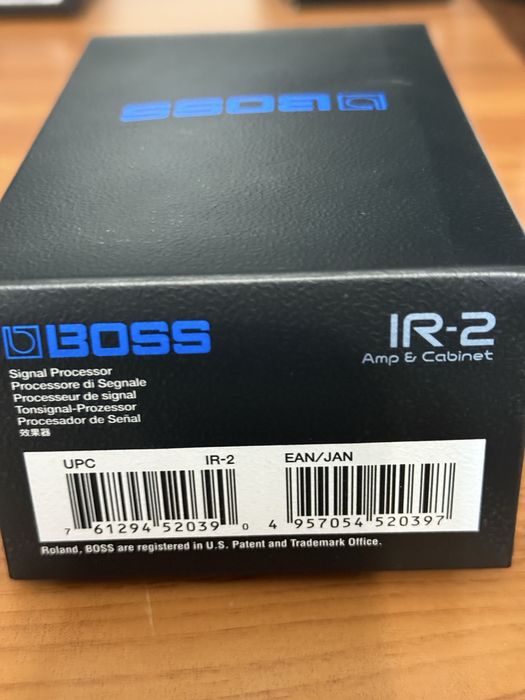 BOSS
BOSS
IR-2
Amp & Cabinet
Signal Processor
Processore di Segnale
Processeur de signal
Tonsignal-Prozessor
Procesador de Señal
效果器
UPC IR-2 EAN/JAN
7 61294 52039 0 4 957054 520397
Roland, BOSS are registered in U.S. Patent and Trademark Office.